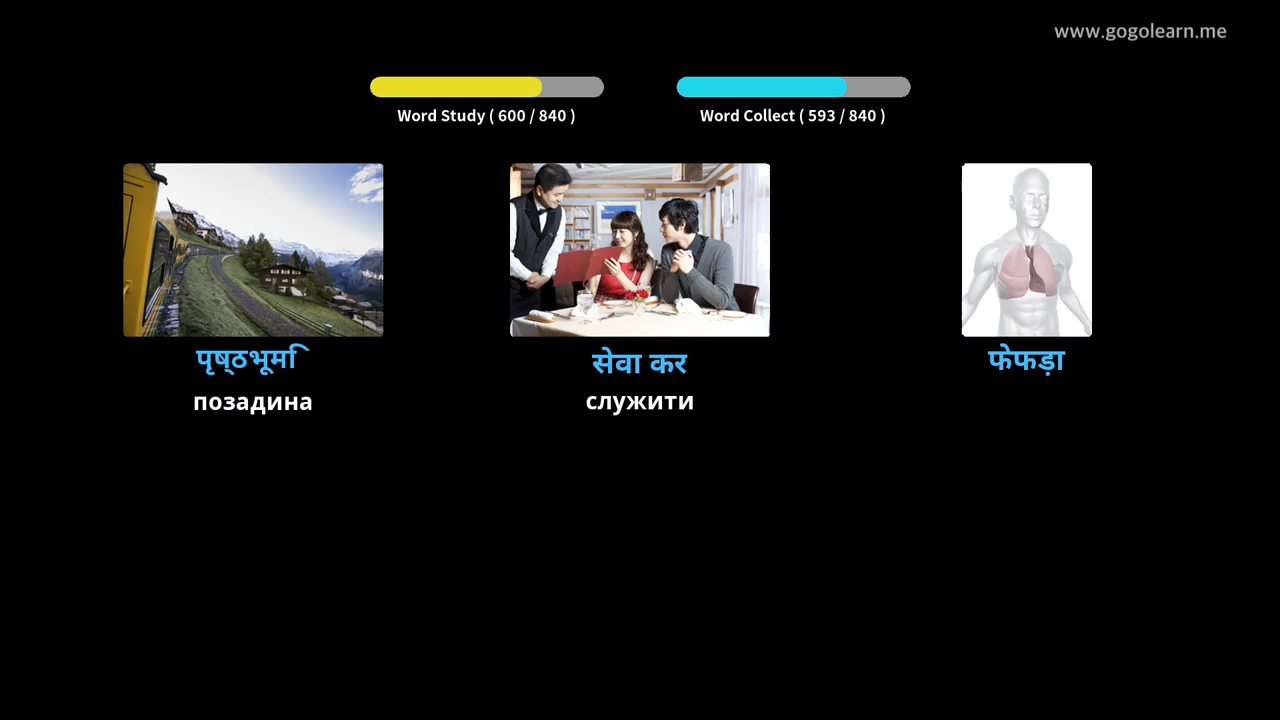 www.gogolearn.me
Word Study ( 600 / 840 )
Word Collect ( 593 / 840 )
पृष्ठभूमि
सेवा कर
फेफड़ा
позадина
служити